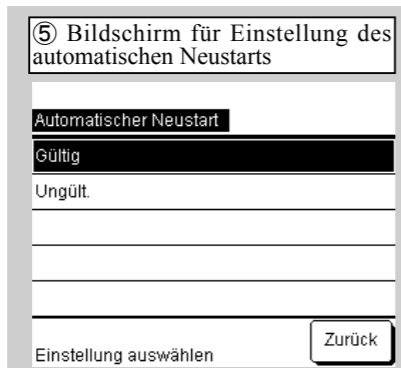 ⑤ Bildschirm für Einstellung des
automatischen Neustarts
Automatischer Neustart
Gültig
Ungült.
Einstellung auswählen
Zurück